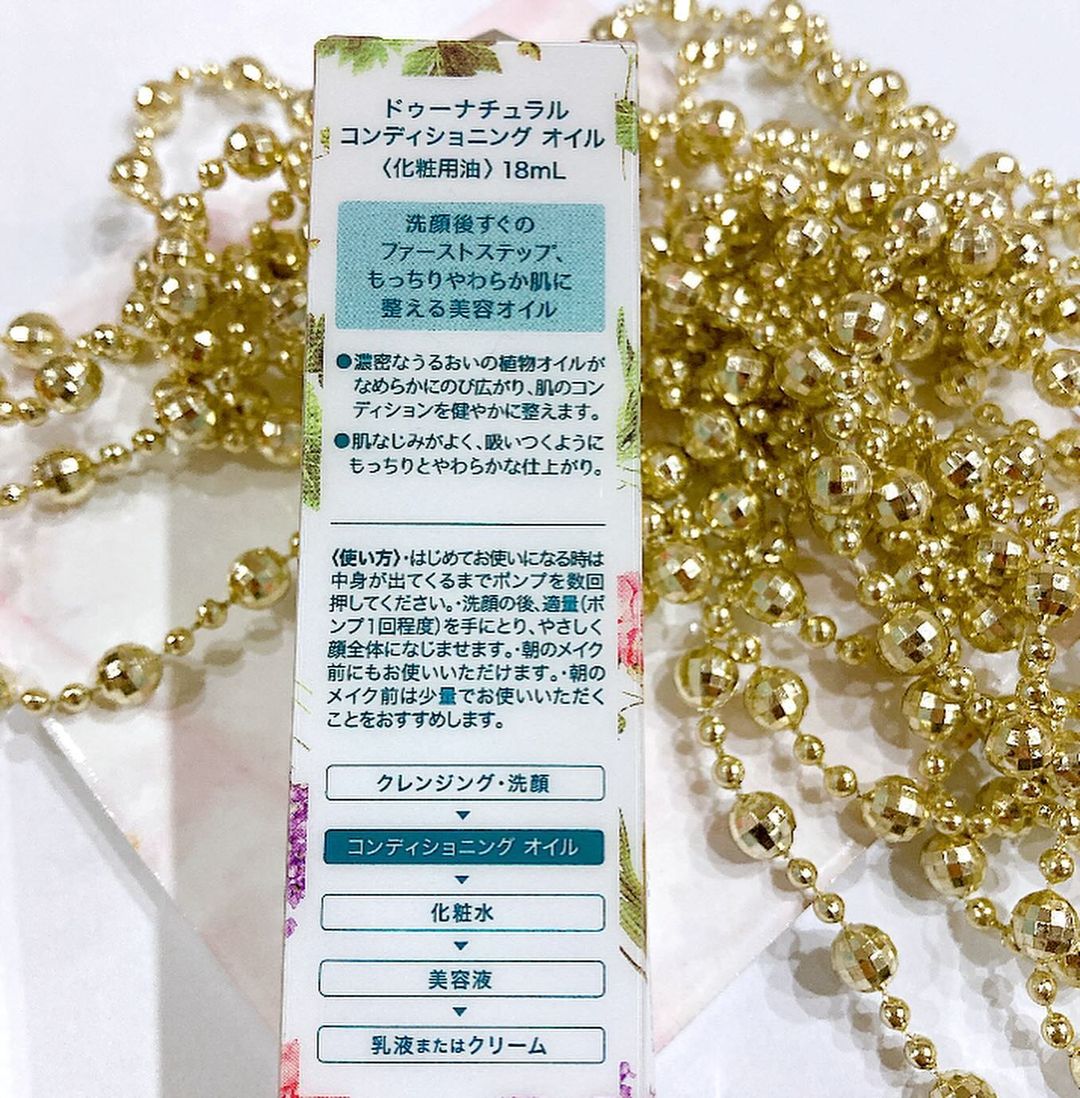 ドゥーナチュラル
コンディショニング オイル
〈化粧用油〉18mL
洗顔後すぐの
ファーストステップ、
もっちりやわらか肌に
整える美容オイル
●濃密なうるおいの植物オイルが
なめらかにのび広がり、肌のコン
ディションを健やかに整えます。
●肌なじみがよく、吸いつくように
もっちりとやわらかな仕上がり。
〈使い方〉・はじめてお使いになる時は
中身が出てくるまでポンプを数回
押してください。・洗顔の後、適量(ポ
ンプ1回程度)を手にとり、やさしく
顔全体になじませます。・朝のメイク
前にもお使いいただけます。・朝の
メイク前は少量でお使いいただく
ことをおすすめします。
クレンジング・洗顔
コンディショニング オイル
化粧水
美容液
乳液またはクリーム